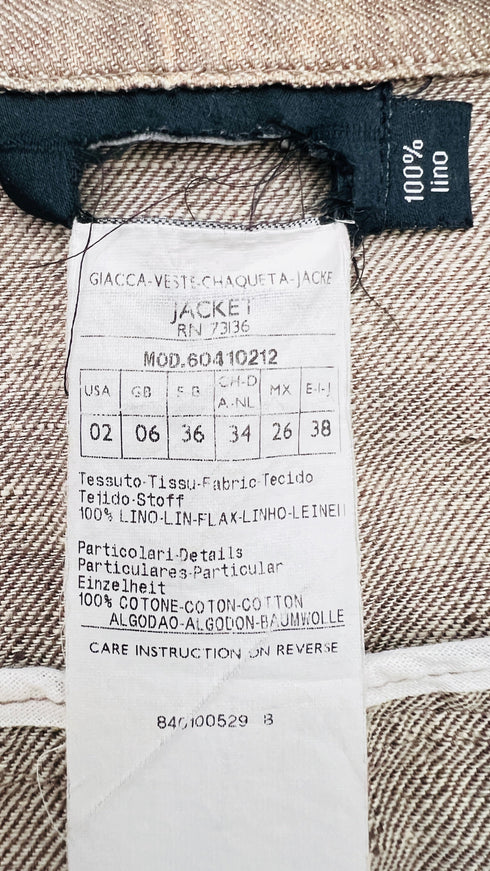 100%
lino
GIACCA-VESTE-CHAQUETA-JACKE
JACKET
RN 73136
MOD.60410212
USA GB F-B CH-D A-NL MX E-I-J
02 06 36 34 26 38
Tessuto-Tissu-Fabric-Tecido
Tejido-Stoff
100% LINO-LIN-FLAX-LINHO-LEINEN
Particolari-Details
Particulares-Particular
Einzelheit
100% COTONE-COTON-COTTON
ALGODAO-ALGODON-BAUMWOLLE
CARE INSTRUCTION ON REVERSE
840100529 B